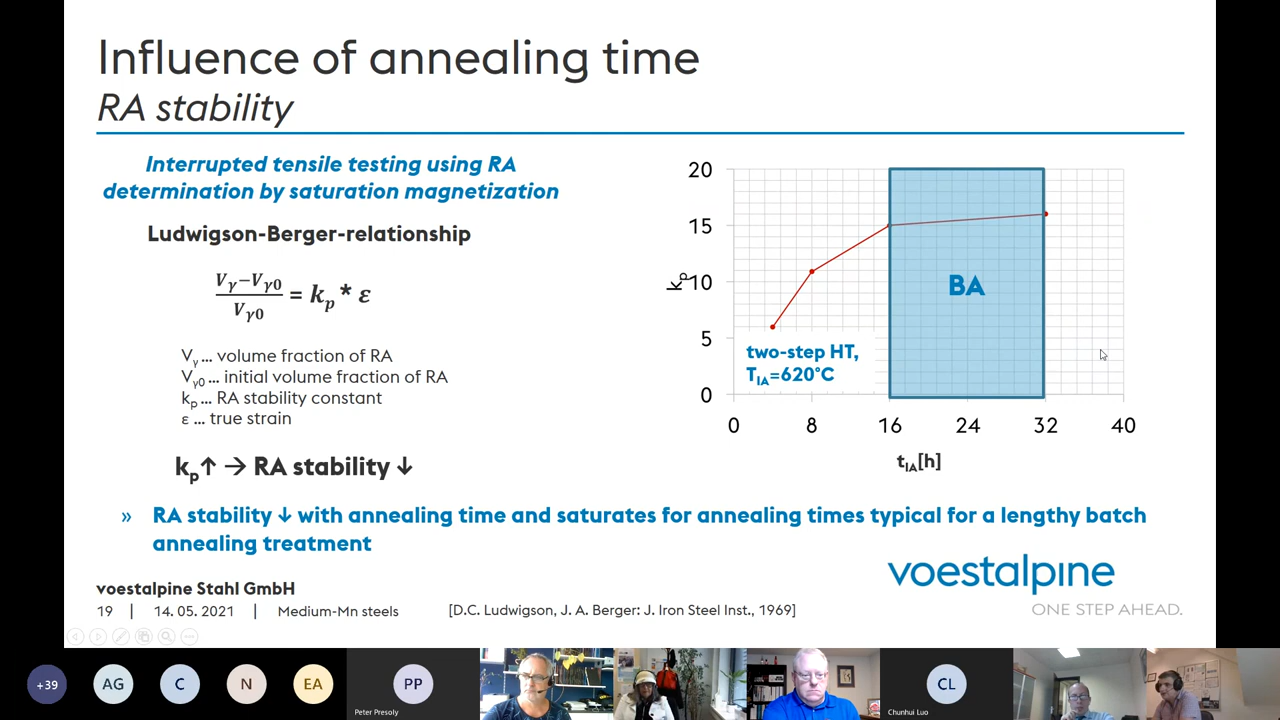 Influence of annealing time
RA stability
Interrupted tensile testing using RA
determination by saturation magnetization
Ludwigson-Berger-relationship
Vγ−Vγ0
= kp * ε
Vγ0
Vγ ... volume fraction of RA
Vγ0 ... initial volume fraction of RA
kp ... RA stability constant
ε ... true strain
kp↑ → RA stability ↓
20
15
10
5
0
kp
BA
two-step HT,
TIA=620°C
0 8 16 24 32 40
tIA[h]
» RA stability ↓ with annealing time and saturates for annealing times typical for a lengthy batch
annealing treatment
voestalpine Stahl GmbH
19 | 14. 05. 2021 | Medium-Mn steels
[D.C. Ludwigson, J. A. Berger: J. Iron Steel Inst., 1969]
voestalpine
ONE STEP AHEAD.
+39
AG
C
N
EA
PP
Peter Presoly
CL
Chunhui Luo